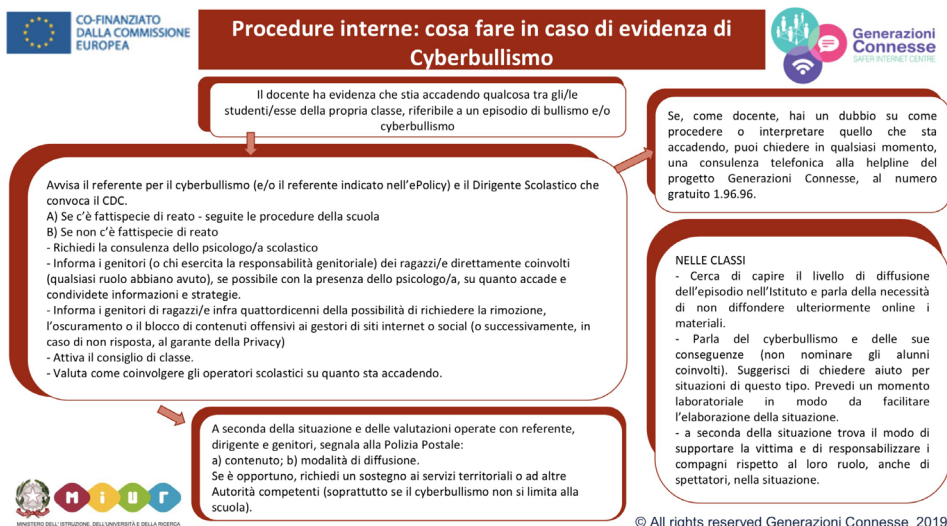 CO-FINANZIATO
DALLA COMMISSIONE
EUROPEA
Procedure interne: cosa fare in caso di evidenza di
Cyberbullismo
Generazioni
Connesse
SAFER INTERNET CENTRE
Il docente ha evidenza che stia accadendo qualcosa tra gli/le
studenti/esse della propria classe, riferibile a un episodio di bullismo e/o
cyberbullismo
Se, come docente, hai un dubbio su come
procedere o interpretare quello che sta
accadendo, puoi chiedere in qualsiasi momento,
una consulenza telefonica alla helpline del
progetto Generazioni Connesse, al numero
gratuito 1.96.96.
Avvisa il referente per il cyberbullismo (e/o il referente indicato nell'ePolicy) e il Dirigente Scolastico che
convoca il CDC.
A) Se c'è fattispecie di reato - seguite le procedure della scuola
B) Se non c'è fattispecie di reato
- Richiedi la consulenza dello psicologo/a scolastico
- Informa i genitori (o chi esercita la responsabilità genitoriale) dei ragazzi/e direttamente coinvolti
(qualsiasi ruolo abbiano avuto), se possibile con la presenza dello psicologo/a, su quanto accade e
condividete informazioni e strategie.
- Informa i genitori di ragazzi/e infra quattordicenni della possibilità di richiedere la rimozione,
l'oscuramento o il blocco di contenuti offensivi ai gestori di siti internet o social (o successivamente, in
caso di non risposta, al garante della Privacy)
- Attiva il consiglio di classe.
- Valuta come coinvolgere gli operatori scolastici su quanto sta accadendo.
NELLE CLASSI
- Cerca di capire il livello di diffusione
dell'episodio nell'Istituto e parla della necessità
di non diffondere ulteriormente online i
materiali.
- Parla del cyberbullismo e delle sue
conseguenze (non nominare gli alunni
coinvolti). Suggerisci di chiedere aiuto per
situazioni di questo tipo. Prevedi un momento
laboratoriale in modo da facilitare
l'elaborazione della situazione.
- a seconda della situazione trova il modo di
supportare la vittima e di responsabilizzare i
compagni rispetto al loro ruolo, anche di
spettatori, nella situazione.
A seconda della situazione e delle valutazioni operate con referente,
dirigente e genitori, segnala alla Polizia Postale:
a) contenuto; b) modalità di diffusione.
Se è opportuno, richiedi un sostegno ai servizi territoriali o ad altre
Autorità competenti (soprattutto se il cyberbullismo non si limita alla
scuola).
MiUR
MINISTERO DELL'ISTRUZIONE, DELL'UNIVERSITÀ E DELLA RICERCA
© All rights reserved Generazioni Connesse 2019